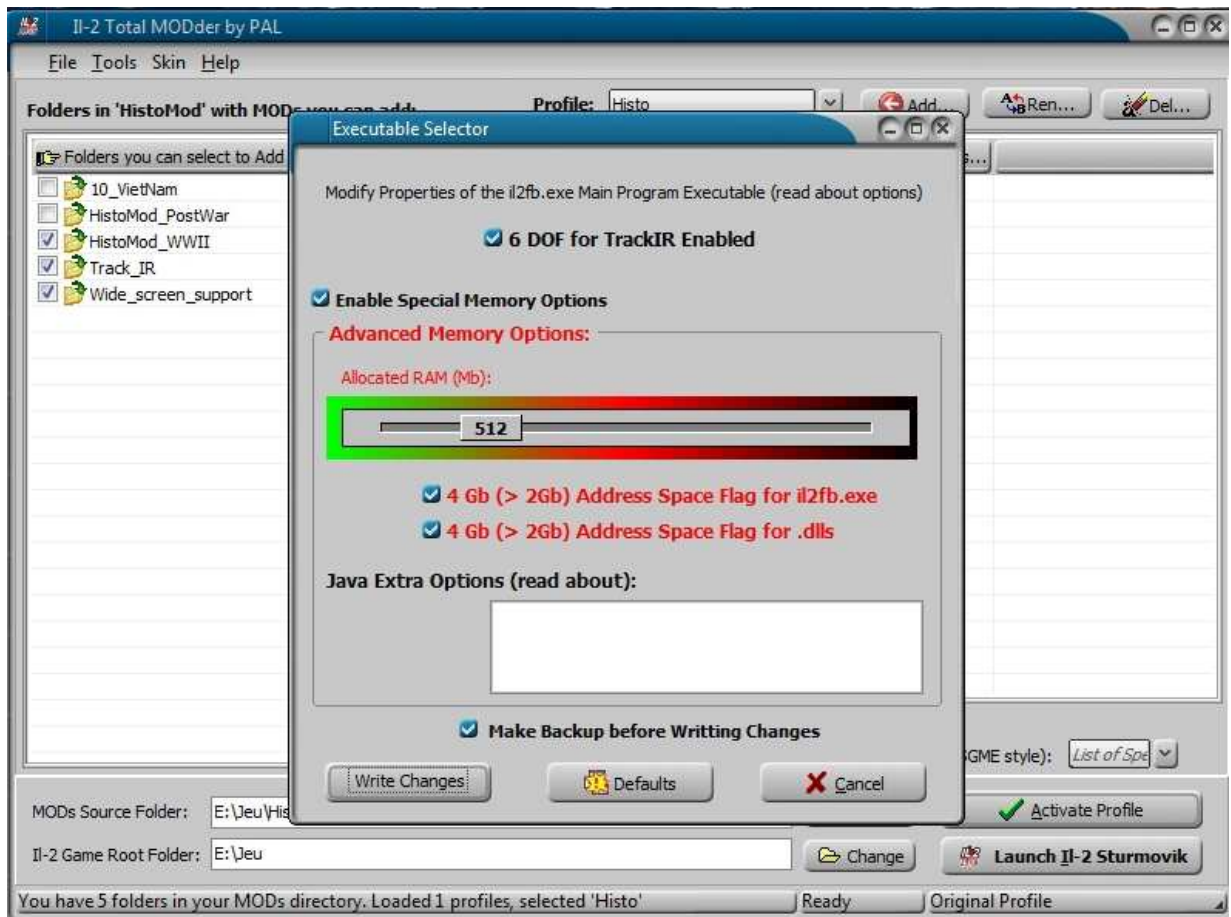 Il-2 Total MODder by PAL
File Tools Skin Help
Folders in 'HistoMod' with MODs you can add:
Profile: Histo
Add...
Ren...
Del...
Executable Selector
Folders you can select to Add
10_VietNam
HistoMod_PostWar
HistoMod_WWII
Track_IR
Wide_screen_support
Modify Properties of the il2fb.exe Main Program Executable (read about options)
6 DOF for TrackIR Enabled
Enable Special Memory Options
Advanced Memory Options:
Allocated RAM (Mb):
512
4 Gb (> 2Gb) Address Space Flag for il2fb.exe
4 Gb (> 2Gb) Address Space Flag for .dlls
Java Extra Options (read about):
Make Backup before Writting Changes
Write Changes
Defaults
Cancel
GME style): List of Spe
MODs Source Folder: E:\Jeu\His
Activate Profile
Il-2 Game Root Folder: E:\Jeu
Change
Launch Il-2 Sturmovik
You have 5 folders in your MODs directory. Loaded 1 profiles, selected 'Histo'
Ready
Original Profile